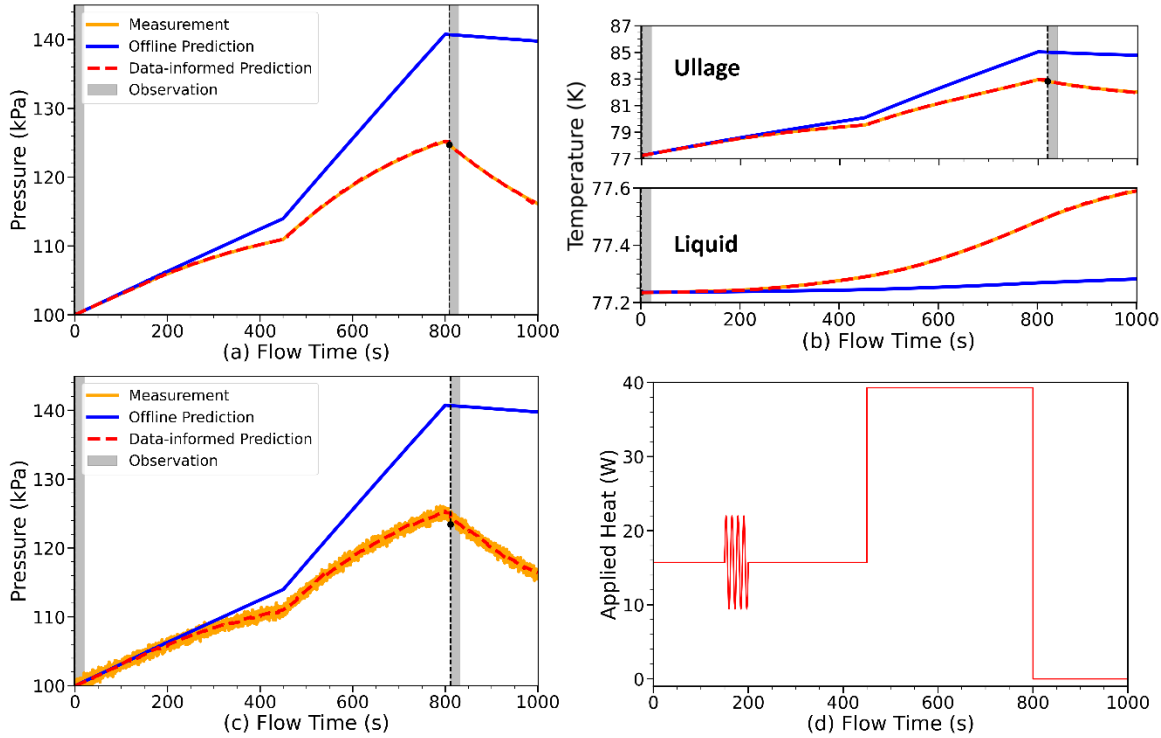 Measurement
Offline Prediction
Data-informed Prediction
Observation
Pressure (kPa)
140
130
120
110
100
0
200
400
600
800
1000
(a) Flow Time (s)
Temperature (K)
87
85
83
81
79
77
Ullage
77.6
77.4
77.2
Liquid
0
200
400
600
800
1000
(b) Flow Time (s)
Measurement
Offline Prediction
Data-informed Prediction
Observation
Pressure (kPa)
140
130
120
110
100
0
200
400
600
800
1000
(c) Flow Time (s)
Applied Heat (W)
40
30
20
10
0
0
200
400
600
800
1000
(d) Flow Time (s)